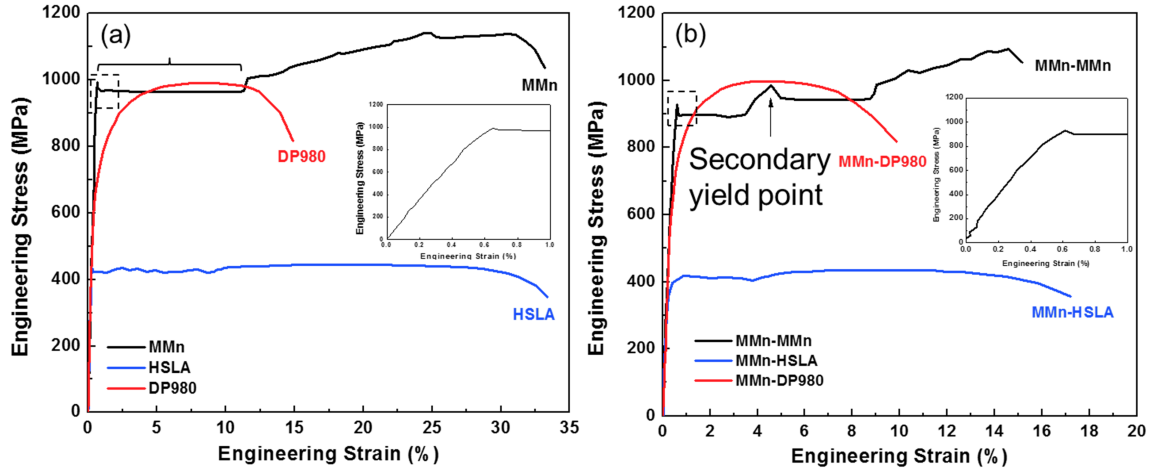 (a)
1200
1000
800
600
400
200
0
0
5
10
15
20
25
30
35
Engineering Stress (MPa)
Engineering Strain (%)
MMn
DP980
HSLA
MMn
HSLA
DP980
1200
1000
800
600
400
200
0
0.0
0.2
0.4
0.6
0.8
1.0
Engineering Stress (MPa)
Engineering Strain (%)
(b)
1200
1000
800
600
400
200
0
0
2
4
6
8
10
12
14
16
18
20
Engineering Stress (MPa)
Engineering Strain (%)
MMn-MMn
MMn-DP980
Secondary
yield point
MMn-HSLA
MMn-MMn
MMn-HSLA
MMn-DP980
1200
1000
800
600
400
200
0
0.0
0.2
0.4
0.6
0.8
1.0
Engineering Stress (MPa)
Engineering Strain (%)